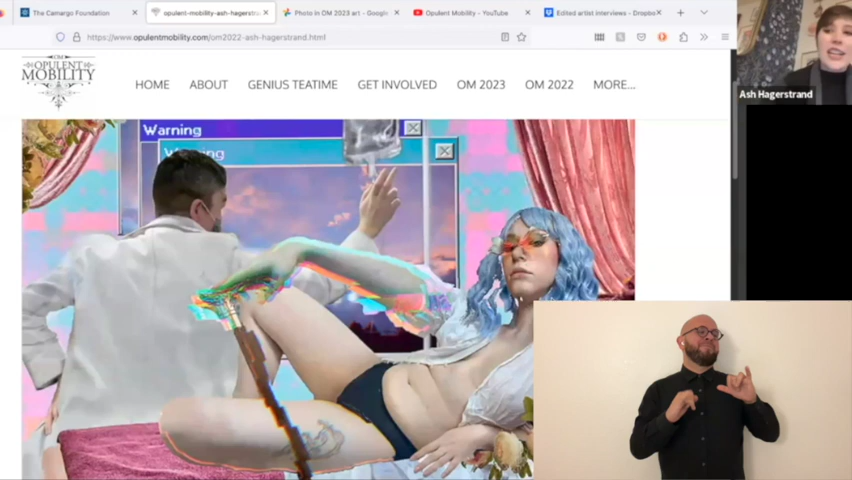 The Camargo Foundation
opulent-mobility-ash-hagerstra
Photo in OM 2023 art - Google
Opulent Mobility - YouTube
Edited artist interviews - Dropbo
https://www.opulentmobility.com/om2022-ash-hagerstrand.html
OM
OPULENT
MOBILITY
HOME
ABOUT
GENIUS TEATIME
GET INVOLVED
OM 2023
OM 2022
MORE...
Ash Hagerstrand
Warning
Warning